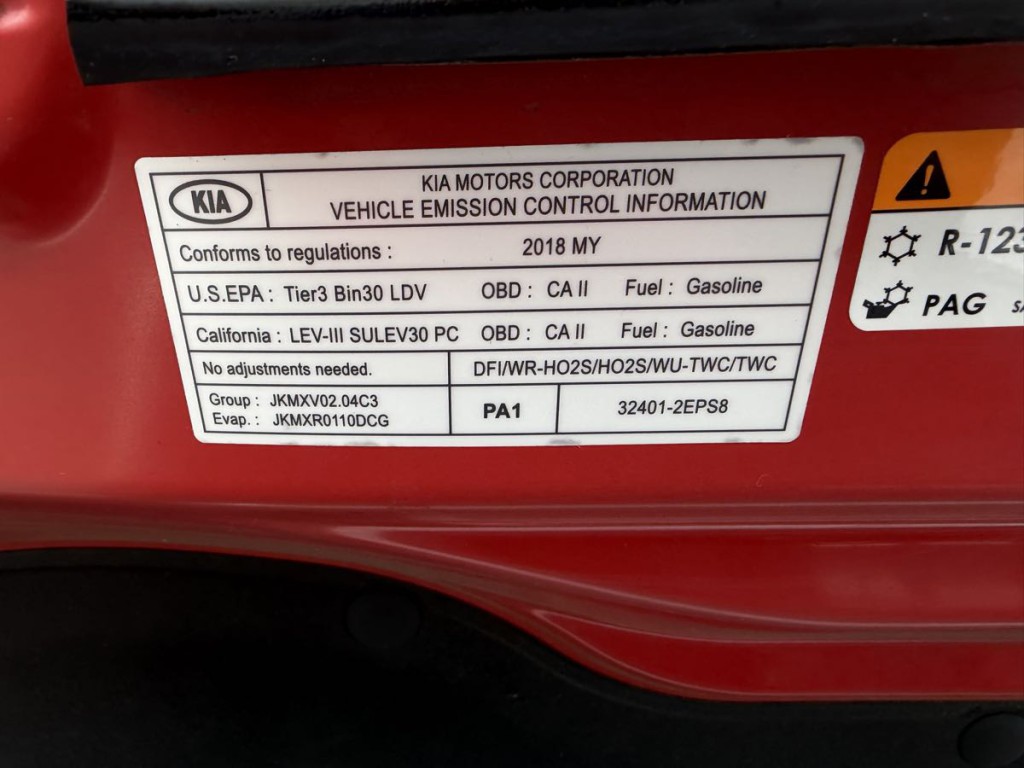 KIA
KIA MOTORS CORPORATION
VEHICLE EMISSION CONTROL INFORMATION
Conforms to regulations : 2018 MY
U.S.EPA : Tier3 Bin30 LDV OBD : CA II Fuel : Gasoline
California : LEV-III SULEV30 PC OBD : CA II Fuel : Gasoline
No adjustments needed. DFI/WR-HO2S/HO2S/WU-TWC/TWC
Group : JKMXV02.04C3
Evap. : JKMXR0110DCG
PA1 32401-2EPS8
R-123
PAG